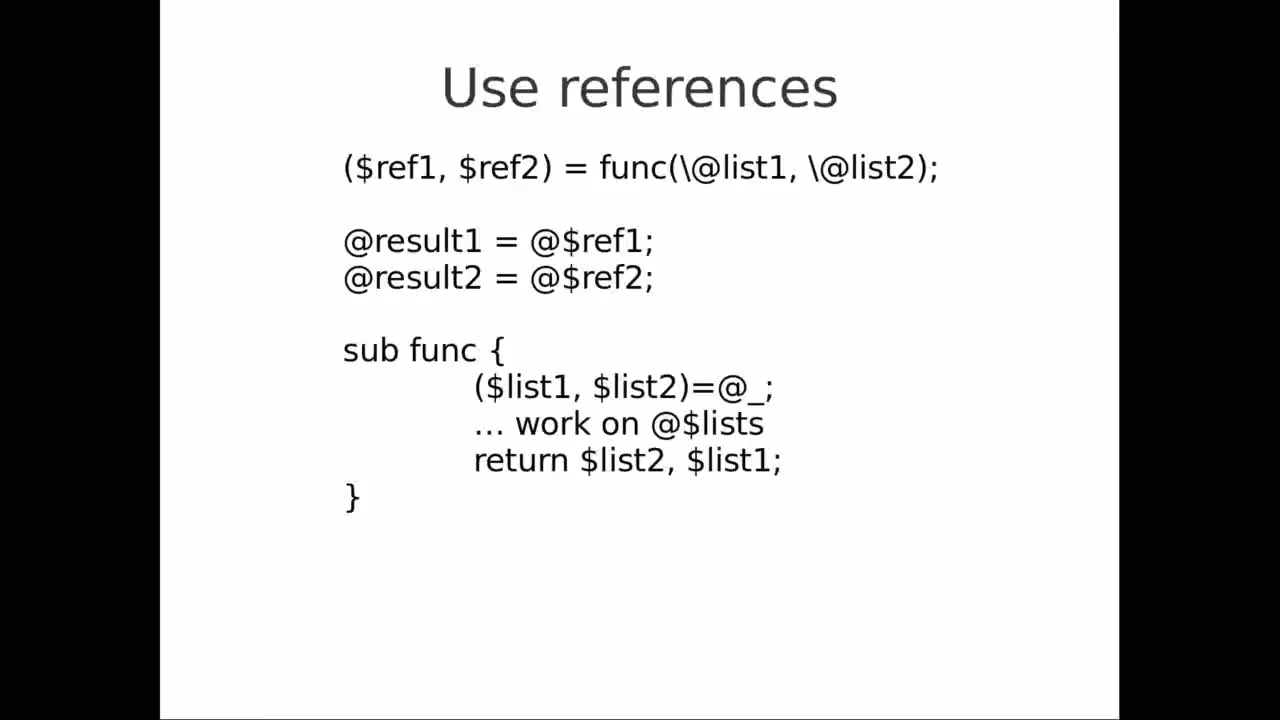 Use references
($ref1, $ref2) = func(\@list1, \@list2);
@result1 = @$ref1;
@result2 = @$ref2;
sub func {
($list1, $list2)=@_;
... work on @$lists
return $list2, $list1;
}